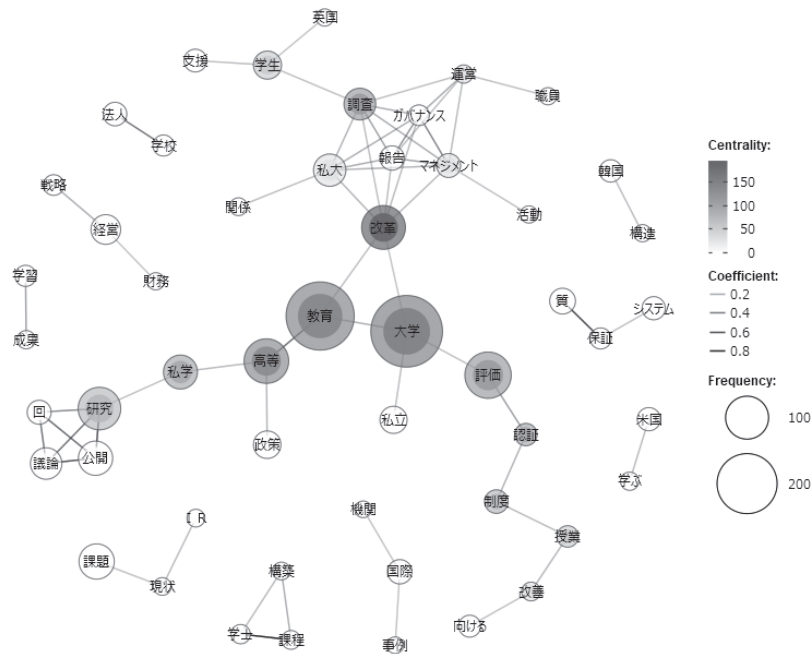 英国
支援
学生
運営
職員
調査
ガバナンス
法人
学校
報告
マネジメント
私大
韓国
戦略
関係
活動
経営
改革
構造
学習
財務
質
システム
教育
大学
保証
成果
高等
私学
評価
研究
回
私立
米国
認証
政策
議論
公開
学ぶ
制度
機関
I R
授業
課題
現状
構築
国際
改善
学士
課程
事例
向ける
Centrality:
150
100
50
0
Coefficient:
0.2
0.4
0.6
0.8
Frequency:
100
200